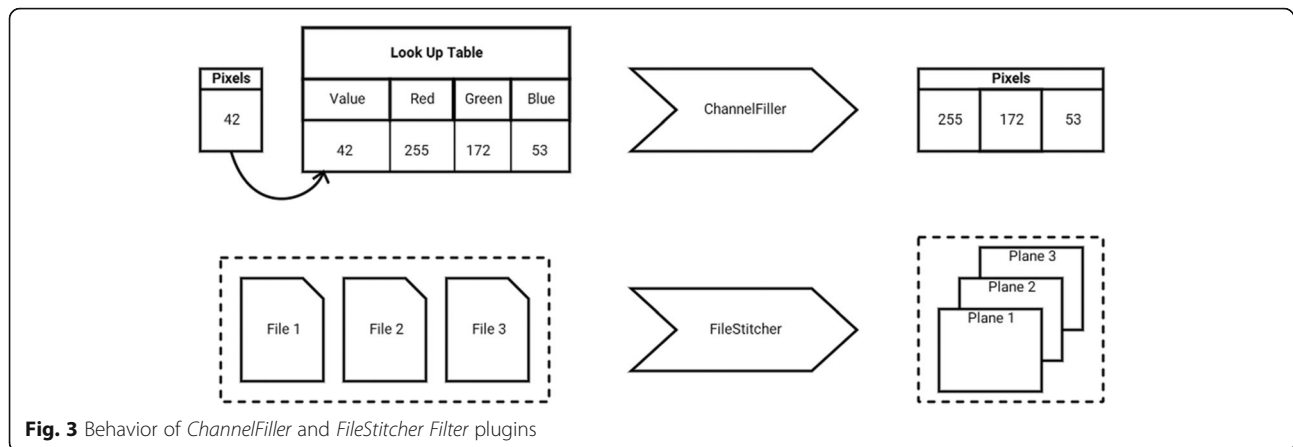 Look Up Table
Pixels
42
Value Red Green Blue
42 255 172 53
ChannelFiller
Pixels
255 172 53
File 1 File 2 File 3
FileStitcher
Plane 3
Plane 2
Plane 1
Fig. 3 Behavior of ChannelFiller and FileStitcher Filter plugins